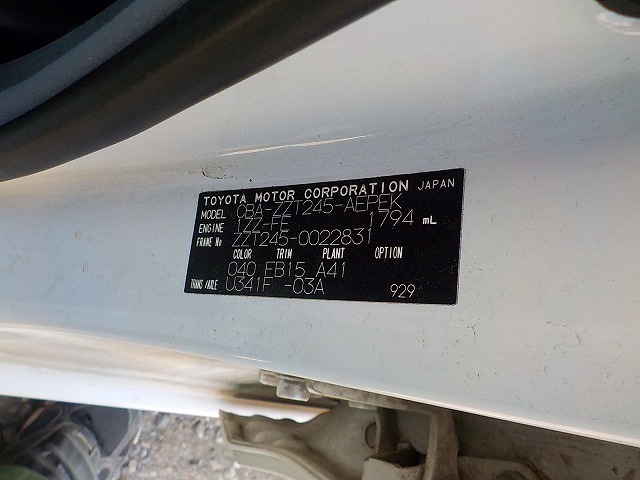 TOYOTA MOTOR CORPORATION JAPAN
MODEL CBA-ZZT245-AEPEK
ENGINE 1ZZ-FE 1794 mL
FRAME No ZZT245-0022831
COLOR TRIM PLANT OPTION
040 FB15 A41
TRANS/AXLE U341F -03A 929